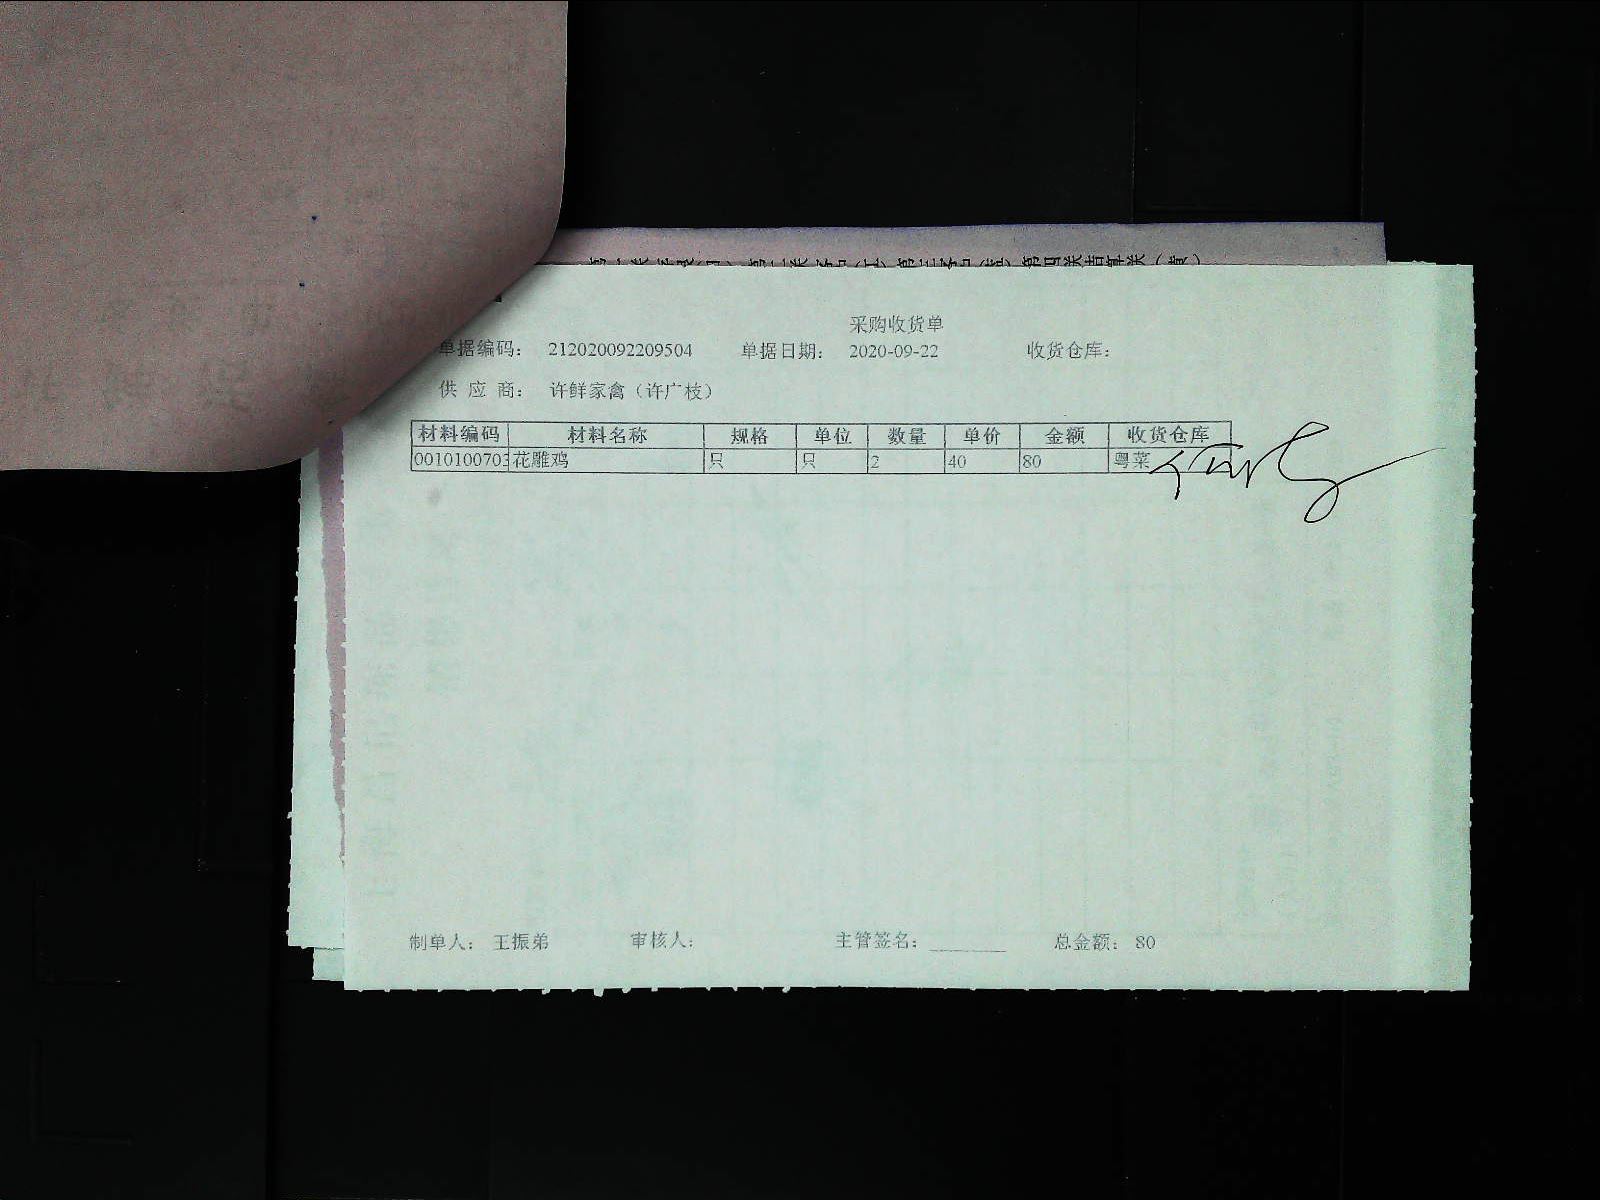 采购收货单
单据编码： 212020092209504 单据日期： 2020-09-22 收货仓库：
供 应 商： 许鲜家禽（许广枝）
材料编码 材料名称 规格 单位 数量 单价 金额 收货仓库
0010100703 花雕鸡 只 只 2 40 80 粤菜
制单人： 王振弟 审核人： 主管签名： 总金额： 80